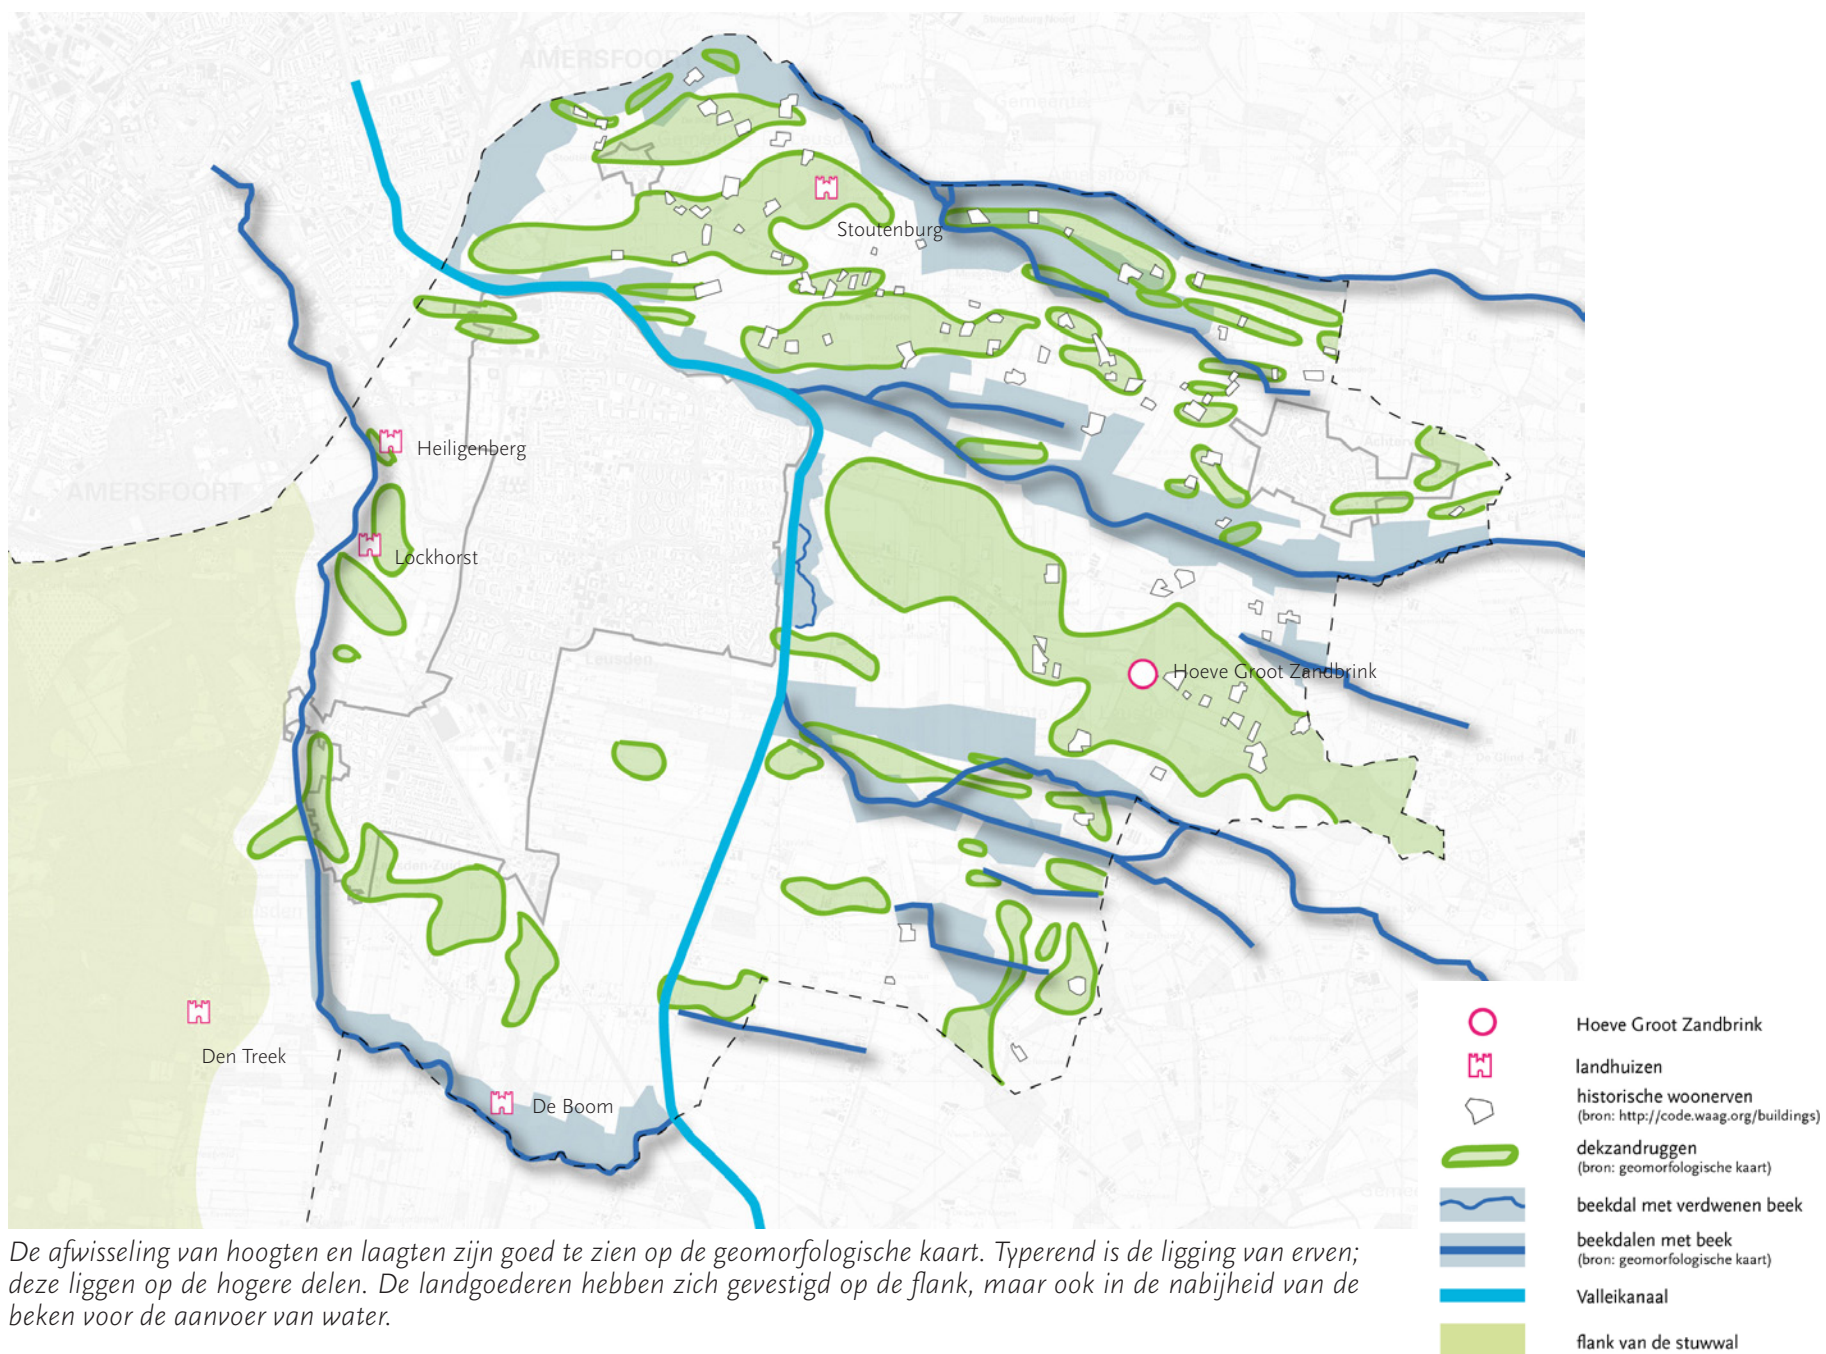 AMERSFOORT
Stoutenburg
Heiligenberg
AMERSFOORT
Lockhorst
Leusden
Hoeve Groot Zandbrink
Den Treek
De Boom
Hoeve Groot Zandbrink
landhuizen
historische woonerven
(bron: http://code.waag.org/buildings)
dekzandruggen
(bron: geomorfologische kaart)
beekdal met verdwenen beek
beekdalen met beek
(bron: geomorfologische kaart)
Valleikanaal
flank van de stuwwal
De afwisseling van hoogten en laagten zijn goed te zien op de geomorfologische kaart. Typerend is de ligging van erven;
deze liggen op de hogere delen. De landgoederen hebben zich gevestigd op de flank, maar ook in de nabijheid van de
beken voor de aanvoer van water.